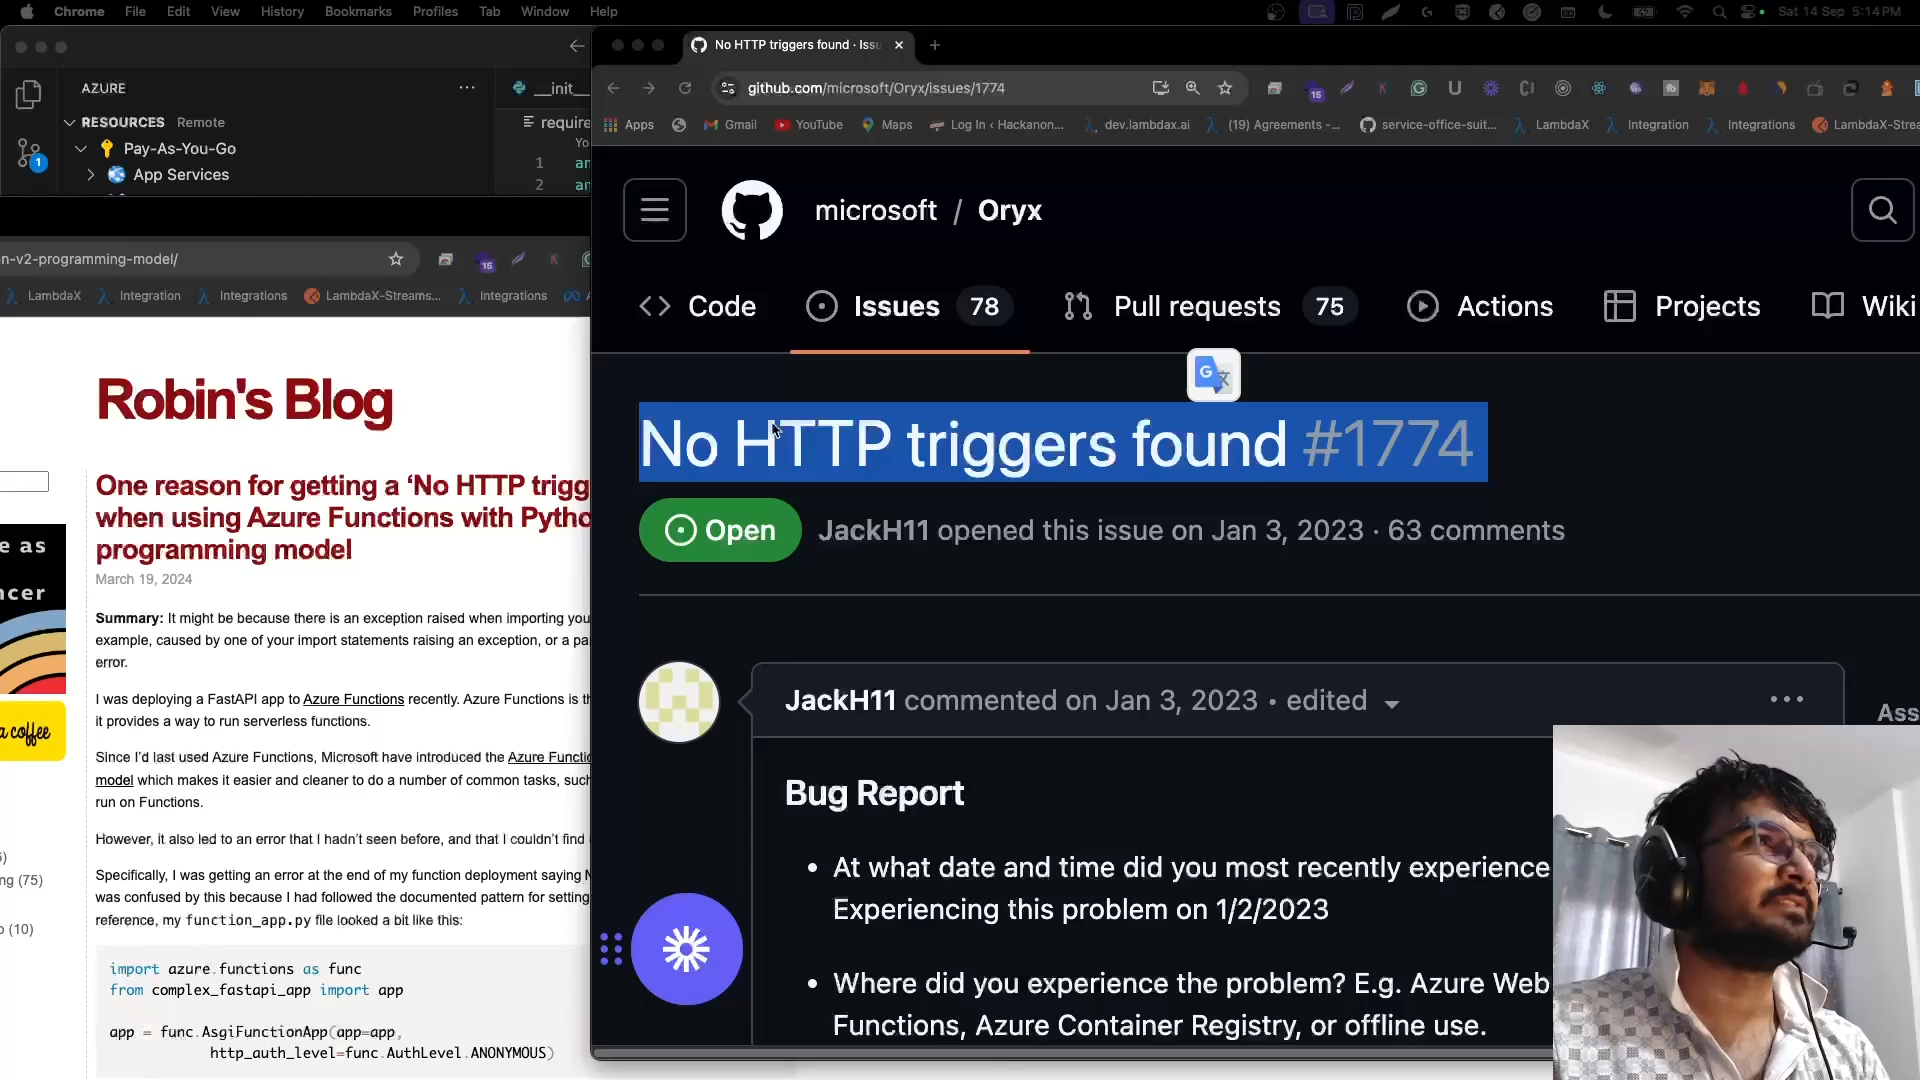 Chrome File Edit View History Bookmarks Profiles Tab Window Help
Sat 14 Sep 5:14 PM
AZURE
RESOURCES Remote
Pay-As-You-Go
App Services
1
__init__
require
1
2
n-v2-programming-model/
15
LambdaX Integration Integrations LambdaX-Streams... Integrations
Robin's Blog
One reason for getting a ‘No HTTP trigg
when using Azure Functions with Pytho
programming model
March 19, 2024
Summary: It might be because there is an exception raised when importing you
example, caused by one of your import statements raising an exception, or a pa
error.
I was deploying a FastAPI app to Azure Functions recently. Azure Functions is th
it provides a way to run serverless functions.
Since I’d last used Azure Functions, Microsoft have introduced the Azure Functio
model which makes it easier and cleaner to do a number of common tasks, such
run on Functions.
However, it also led to an error that I hadn’t seen before, and that I couldn’t find
Specifically, I was getting an error at the end of my function deployment saying N
was confused by this because I had followed the documented pattern for setting
reference, my function_app.py file looked a bit like this:
import azure.functions as func
from complex_fastapi_app import app
app = func.AsgiFunctionApp(app=app,
http_auth_level=func.AuthLevel.ANONYMOUS)
e as
ncer
a coffee
ng (75)
(10)
No HTTP triggers found · Issu
github.com/microsoft/Oryx/issues/1774
15
Apps Gmail YouTube Maps Log In ‹ Hackanon... dev.lambdax.ai (19) Agreements -... service-office-suit... LambdaX Integration Integrations LambdaX-Strea
microsoft / Oryx
Code Issues 78 Pull requests 75 Actions Projects Wiki
No HTTP triggers found #1774
Open JackH11 opened this issue on Jan 3, 2023 · 63 comments
JackH11 commented on Jan 3, 2023 • edited
Ass
Bug Report
• At what date and time did you most recently experience
Experiencing this problem on 1/2/2023
• Where did you experience the problem? E.g. Azure Web
Functions, Azure Container Registry, or offline use.